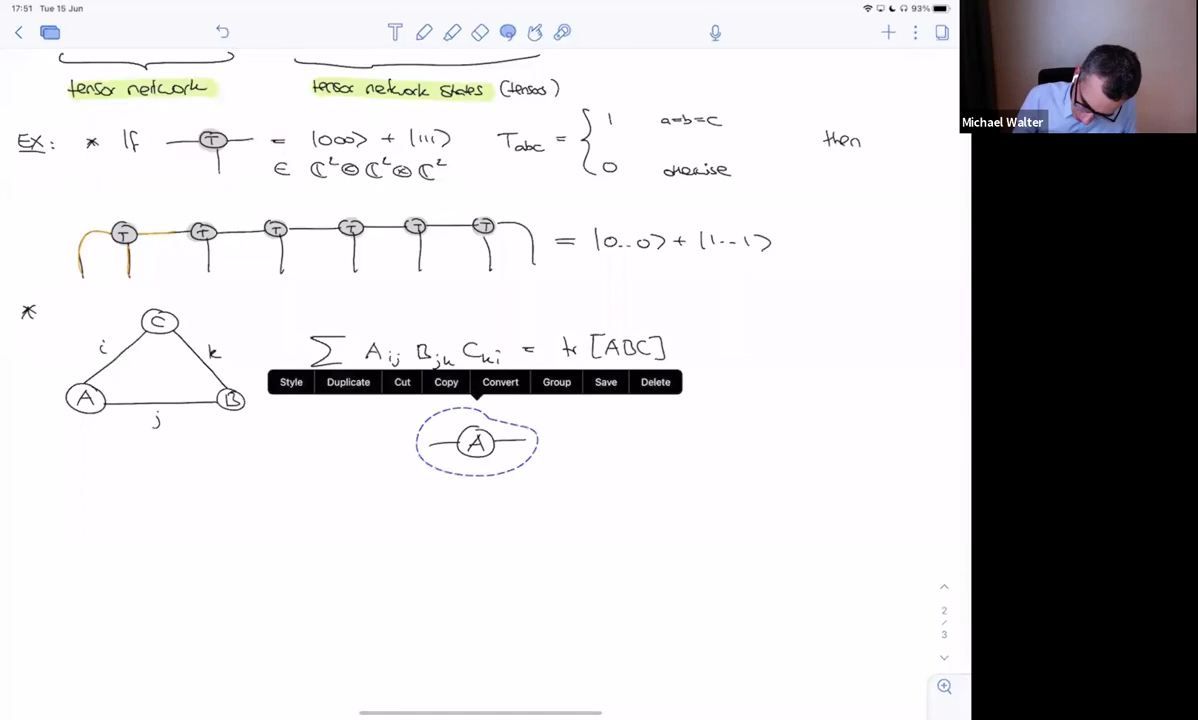 17:51 Tue 15 Jun
93%
tensor network
tensor network states (tensors)
EX: * If T = |000⟩ + |111⟩ T_abc = { 1 a=b=c then
∈ ℂ² ⊗ ℂ² ⊗ ℂ² 0 otherwise
T T T T T T = |0..0⟩ + |1..1⟩
*
C
i k
∑ A_ij B_jk C_ki = tr [ABC]
Style Duplicate Cut Copy Convert Group Save Delete
A B
j
A
2
/
3
Michael Walter